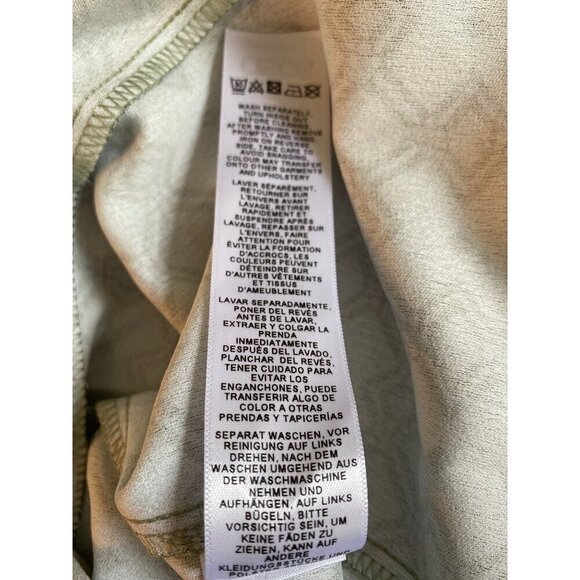 WASH SEPARATELY,
TURN INSIDE OUT
BEFORE CLEANING
AFTER WASHING REMOVE
PROMPTLY AND HANG
IRON ON REVERSE
SIDE, TAKE CARE TO
AVOID SNAGGING.
COLOUR MAY TRANSFER
ONTO OTHER GARMENTS
AND UPHOLSTERY
LAVER SÉPARÉMENT,
RETOURNER SUR
L'ENVERS AVANT
LAVAGE, RETIRER
RAPIDEMENT ET
SUSPENDRE APRÈS
LAVAGE, REPASSER SUR
L'ENVERS, FAIRE
ATTENTION POUR
ÉVITER LA FORMATION
D'ACCROCS, LES
COULEURS PEUVENT
DÉTEINDRE SUR
D'AUTRES VÊTEMENTS
ET TISSUS
D'AMEUBLEMENT
LAVAR SEPARADAMENTE,
PONER DEL REVÉS
ANTES DE LAVAR,
EXTRAER Y COLGAR LA
PRENDA
INMEDIATAMENTE
DESPUÉS DEL LAVADO,
PLANCHAR DEL REVÉS,
TENER CUIDADO PARA
EVITAR LOS
ENGANCHONES, PUEDE
TRANSFERIR ALGO DE
COLOR A OTRAS
PRENDAS Y TAPICERÍAS
SEPARAT WASCHEN, VOR
REINIGUNG AUF LINKS
DREHEN, NACH DEM
WASCHEN UMGEHEND AUS
DER WASCHMASCHINE
NEHMEN UND
AUFHÄNGEN, AUF LINKS
BÜGELN, BITTE
VORSICHTIG SEIN, UM
KEINE FÄDEN ZU
ZIEHEN, KANN AUF
ANDERE
KLEIDUNGSSTÜCKE UND